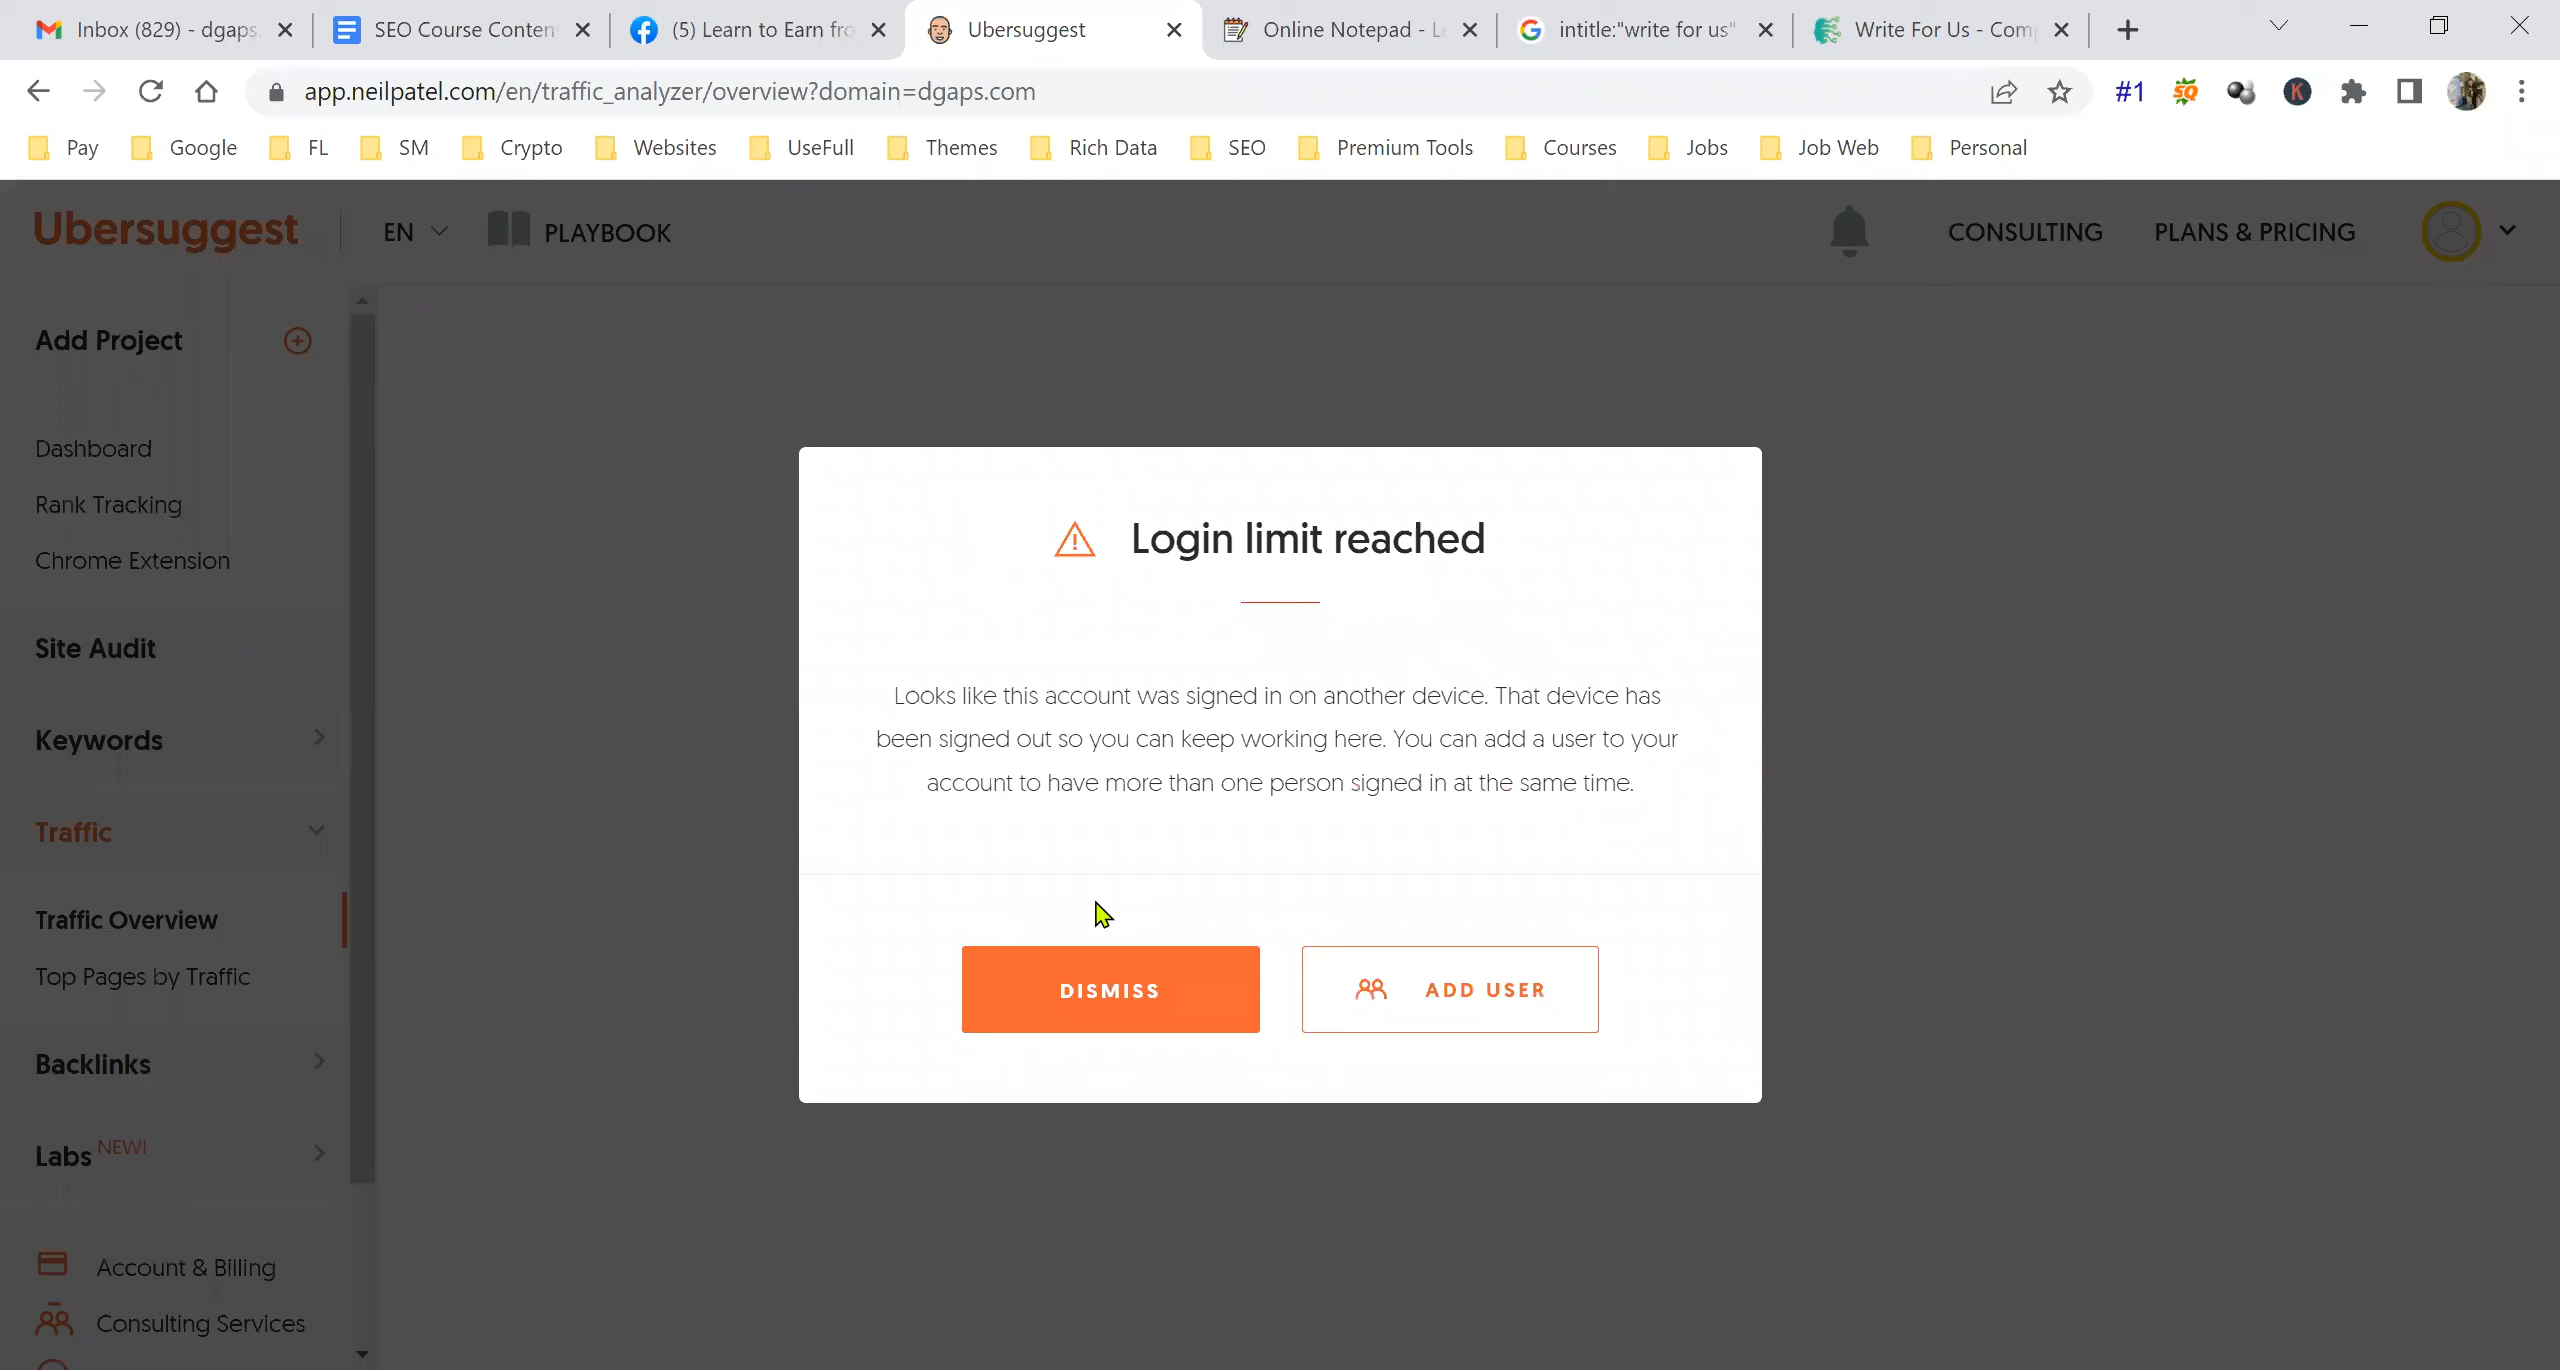 Inbox (829) - dgaps
SEO Course Conten
(5) Learn to Earn fro
Ubersuggest
Online Notepad - Le
intitle:"write for us"
Write For Us - Com
app.neilpatel.com/en/traffic_analyzer/overview?domain=dgaps.com
#1
SQ
K
Pay
Google
FL
SM
Crypto
Websites
UseFull
Themes
Rich Data
SEO
Premium Tools
Courses
Jobs
Job Web
Personal
Ubersuggest
EN
PLAYBOOK
CONSULTING
PLANS & PRICING
Add Project
Dashboard
Rank Tracking
Chrome Extension
Site Audit
Keywords
Traffic
Traffic Overview
Top Pages by Traffic
Backlinks
Labs NEW!
Account & Billing
Consulting Services
Login limit reached
Looks like this account was signed in on another device. That device has
been signed out so you can keep working here. You can add a user to your
account to have more than one person signed in at the same time.
DISMISS
ADD USER